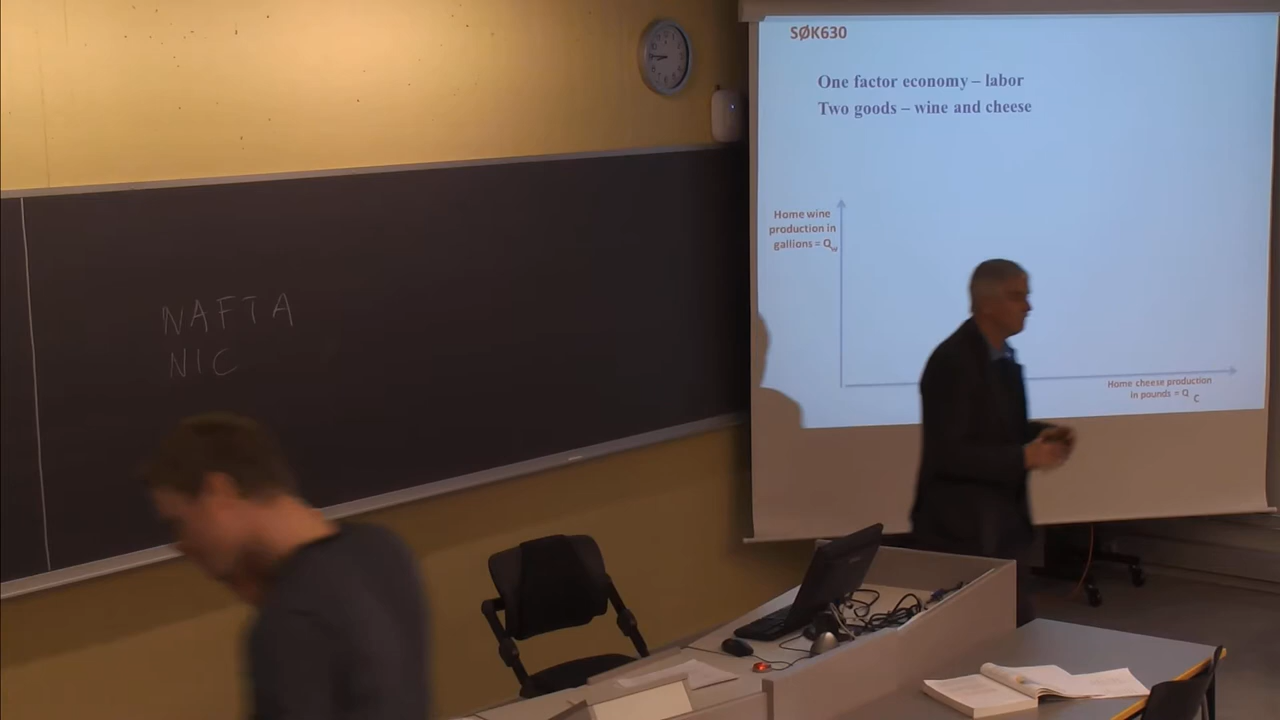 NAFTA
NIC
SØK630
One factor economy – labor
Two goods – wine and cheese
Home wine
production in
gallions = Qw
Home cheese production
in pounds = Q C